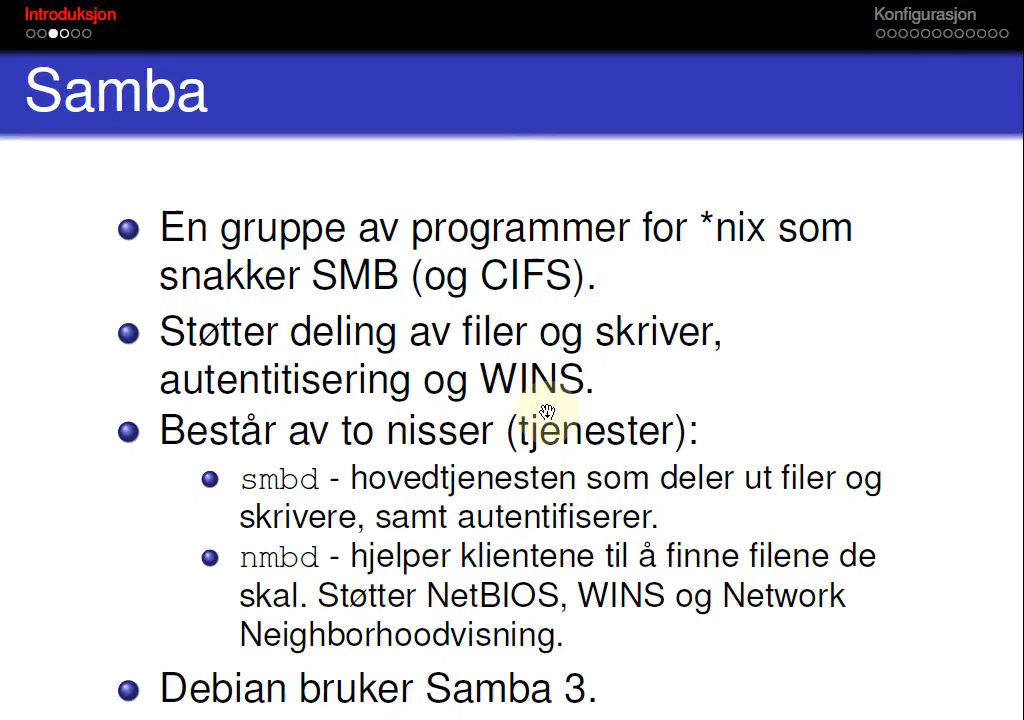 Introduksjon
Konfigurasjon
Samba
En gruppe av programmer for *nix som
snakker SMB (og CIFS).
Støtter deling av filer og skriver,
autentitisering og WINS.
Består av to nisser (tjenester):
smbd - hovedtjenesten som deler ut filer og
skrivere, samt autentifiserer.
nmbd - hjelper klientene til å finne filene de
skal. Støtter NetBIOS, WINS og Network
Neighborhoodvisning.
Debian bruker Samba 3.